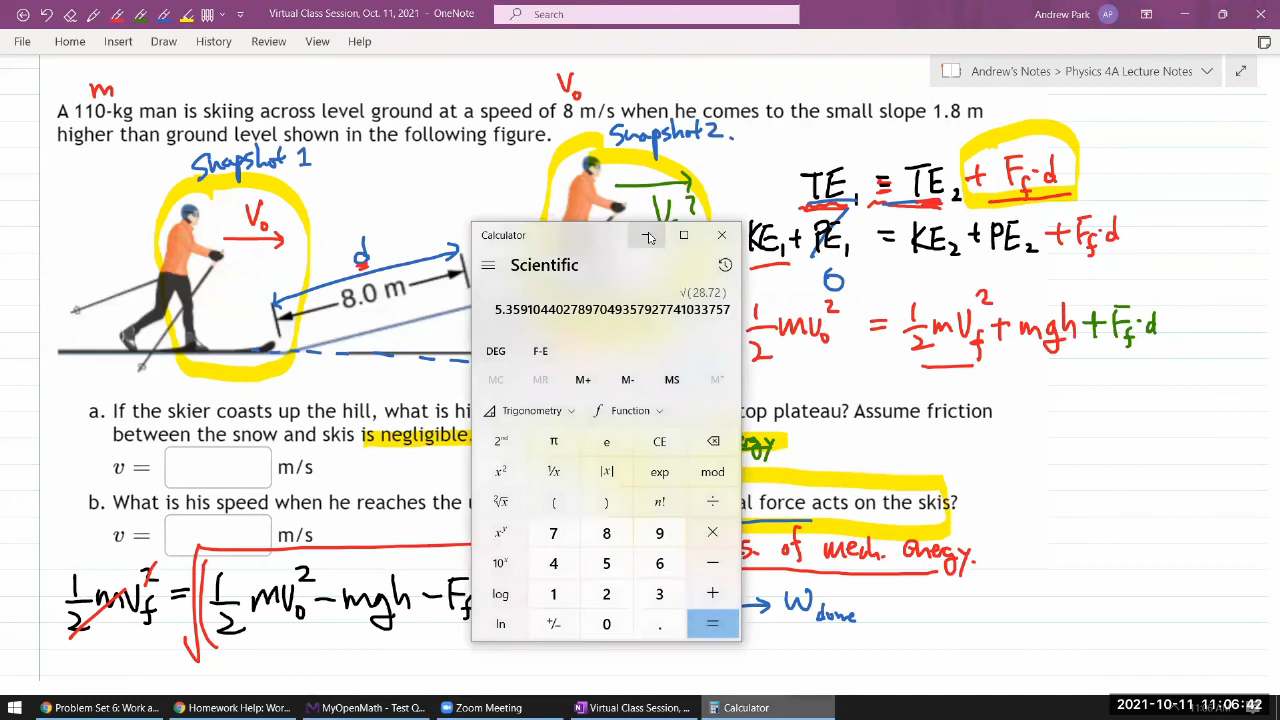 Virtual Class Session, Oct. 11, 2021 - OneNote
Search
Andrew Park
AP
File Home Insert Draw History Review View Help
Andrew's Notes > Physics 4A Lecture Notes
m
V₀
A 110-kg man is skiing across level ground at a speed of 8 m/s when he comes to the small slope 1.8 m
higher than ground level shown in the following figure.
Snapshot 1
Snapshot 2.
TE₁ = TE₂ + F_f·d
V₀
d
8.0 m
KE₁ + PE₁ = KE₂ + PE₂ + F_f·d
0
½mv₀² = ½mv_f² + mgh + F_f·d
Calculator
Scientific
√(28.72)
5.3591044027897049357927741033757
DEG F-E
MC MR M+ M- MS M˅
Trigonometry Function
2ⁿᵈ π e CE
x² ¹/x |x| exp mod
²√x ( ) n! ÷
xʸ 7 8 9 ×
10ˣ 4 5 6 −
log 1 2 3 +
ln +/− 0 . =
a. If the skier coasts up the hill, what is hi
top plateau? Assume friction
between the snow and skis is negligible.
v = m/s
b. What is his speed when he reaches the u
al force acts on the skis?
v = m/s
of mech. energy.
½mv_f² = √(½mv₀² − mgh − F_f
→ W_done
Problem Set 6: Work a...
Homework Help: Wor...
MyOpenMath - Test Q...
Zoom Meeting
Virtual Class Session, ...
Calculator
2021-10-11 11:06:42